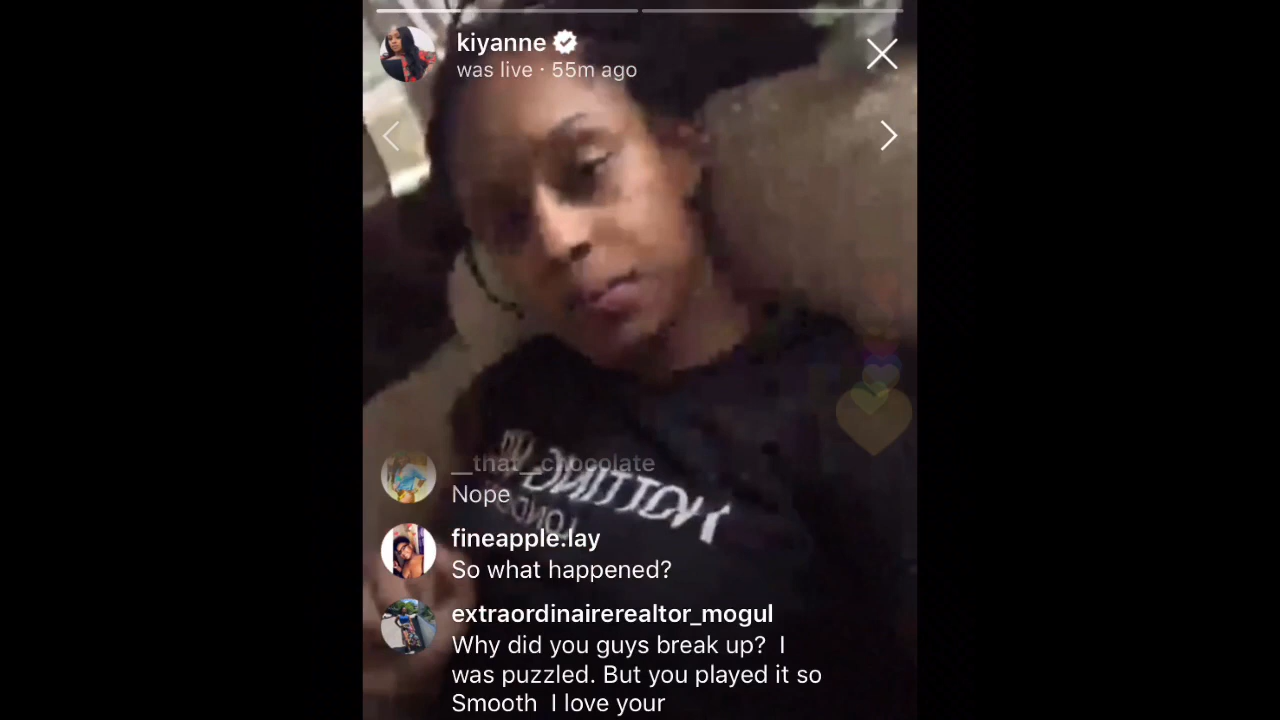 kiyanne
was live · 55m ago
__that__chocolate
Nope
NOTTING
fineapple.lay
So what happened?
extraordinairerealtor_mogul
Why did you guys break up?  I
was puzzled. But you played it so
Smooth  I love your